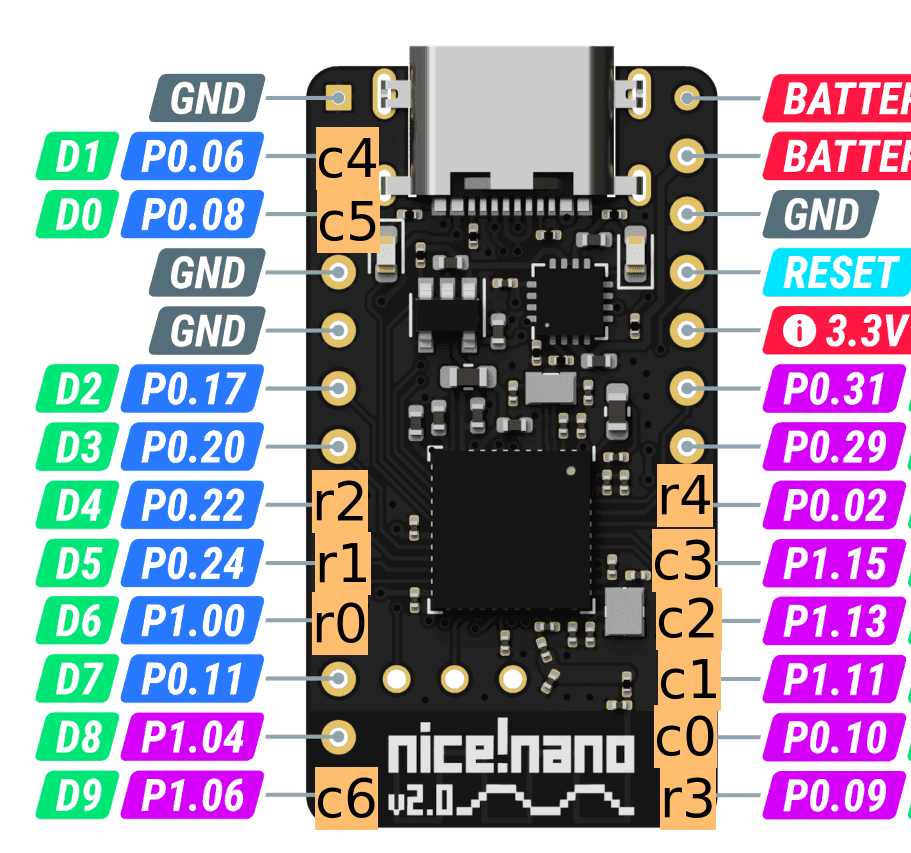 GND
BATTER
D1 P0.06 c4
BATTER
D0 P0.08 c5
GND
GND
RESET
GND
3.3V
D2 P0.17
P0.31
D3 P0.20
P0.29
D4 P0.22 r2
r4 P0.02
D5 P0.24 r1
c3 P1.15
D6 P1.00 r0
c2 P1.13
D7 P0.11
c1 P1.11
D8 P1.04
nice!nano
c0 P0.10
D9 P1.06 c6
v2.0
r3 P0.09